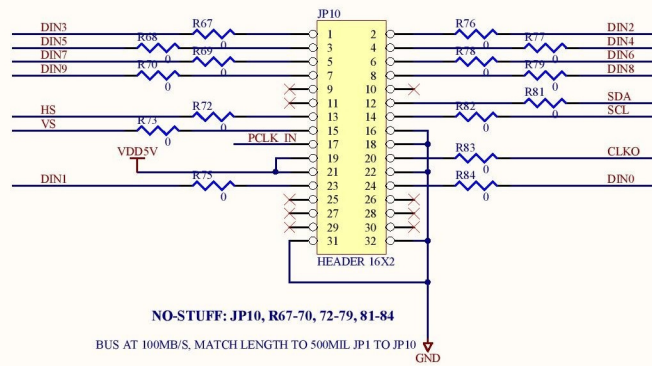 JP10
DIN3 R67 0 1 2 R76 0 DIN2
DIN5 R68 0 3 4 R77 0 DIN4
DIN7 R69 0 5 6 R78 0 DIN6
DIN9 R70 0 7 8 R79 0 DIN8
9 10
11 12 R81 0 SDA
HS R72 0 13 14 R82 0 SCL
VS R73 0 15 16
PCLK_IN 17 18
VDD5V 19 20 R83 0 CLKO
21 22
DIN1 R75 0 23 24 R84 0 DIN0
25 26
27 28
29 30
31 32
HEADER 16X2
NO-STUFF: JP10, R67-70, 72-79, 81-84
BUS AT 100MB/S, MATCH LENGTH TO 500MIL JP1 TO JP10
GND